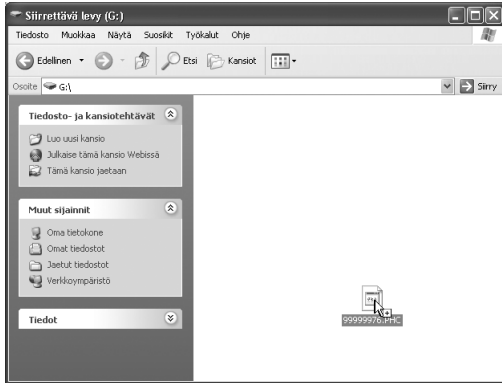 Siirrettävä levy (G:)
Tiedosto Muokkaa Näytä Suosikit Työkalut Ohje
Edellinen Etsi Kansiot
Osoite G:\ Siirry
Tiedosto- ja kansiotehtävät
Luo uusi kansio
Julkaise tämä kansio Webissä
Tämä kansio jaetaan
Muut sijainnit
Oma tietokone
Omat tiedostot
Jaetut tiedostot
Verkkoympäristö
Tiedot
99999976.PHC